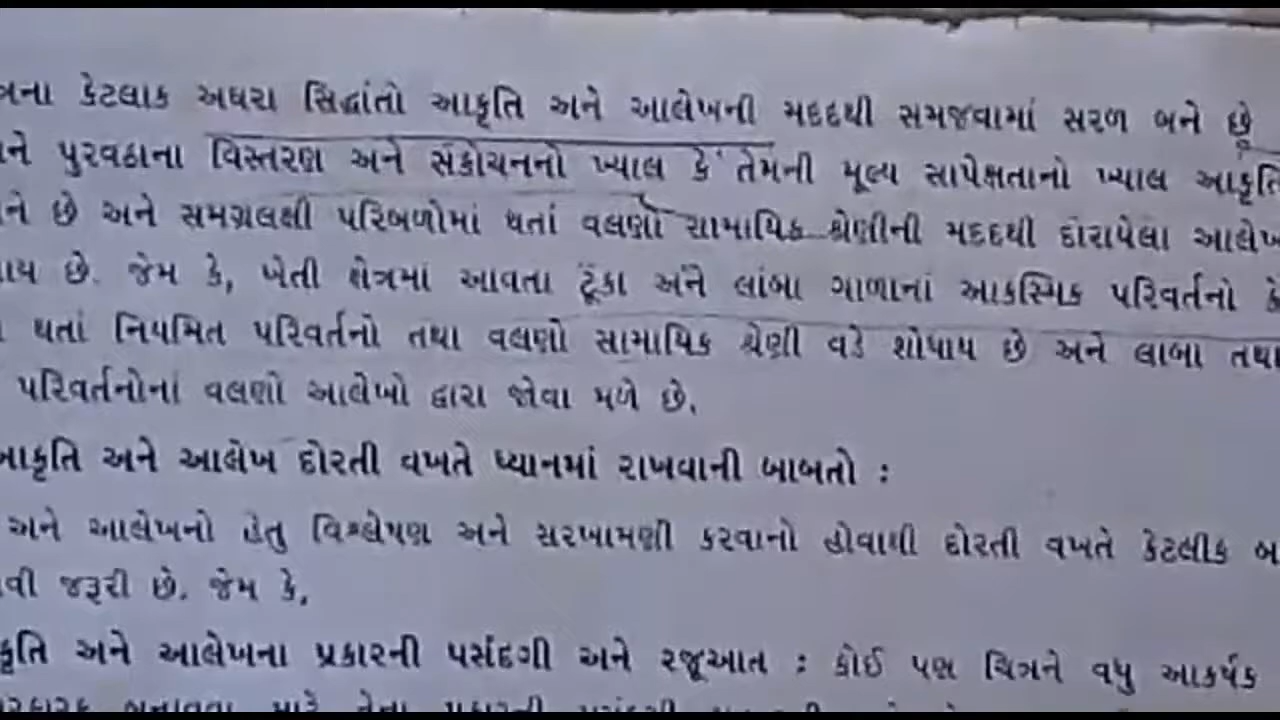 ત્રના કેટલાક અઘરા સિદ્ધાંતો આકૃતિ અને આલેખની મદદથી સમજવામાં સરળ બને છે
ને પુરવઠાના વિસ્તરણ અને સંકોચનનો ખ્યાલ કે તેમની મૂલ્ય સાપેક્ષતાનો ખ્યાલ આકૃતિ
ને છે અને સમગ્રલક્ષી પરિબળોમાં થતાં વલણો સામાયિક શ્રેણીની મદદથી દોરાયેલા આલેખ
ાય છે. જેમ કે, ખેતી ક્ષેત્રમાં આવતા ટૂંકા અને લાંબા ગાળાનાં આકસ્મિક પરિવર્તનો કે
થતાં નિયમિત પરિવર્તનો તથા વલણો સામાયિક શ્રેણી વડે શોધાય છે અને લાબા તથા
પરિવર્તનોનાં વલણો આલેખો દ્વારા જોવા મળે છે.
આકૃતિ અને આલેખ દોરતી વખતે ધ્યાનમાં રાખવાની બાબતો :
અને આલેખનો હેતુ વિશ્લેષણ અને સરખામણી કરવાનો હોવાથી દોરતી વખતે કેટલીક બ
વી જરૂરી છે. જેમ કે,
કૃતિ અને આલેખના પ્રકારની પસંદગી અને રજૂઆત : કોઈ પણ ચિત્રને વધુ આકર્ષક